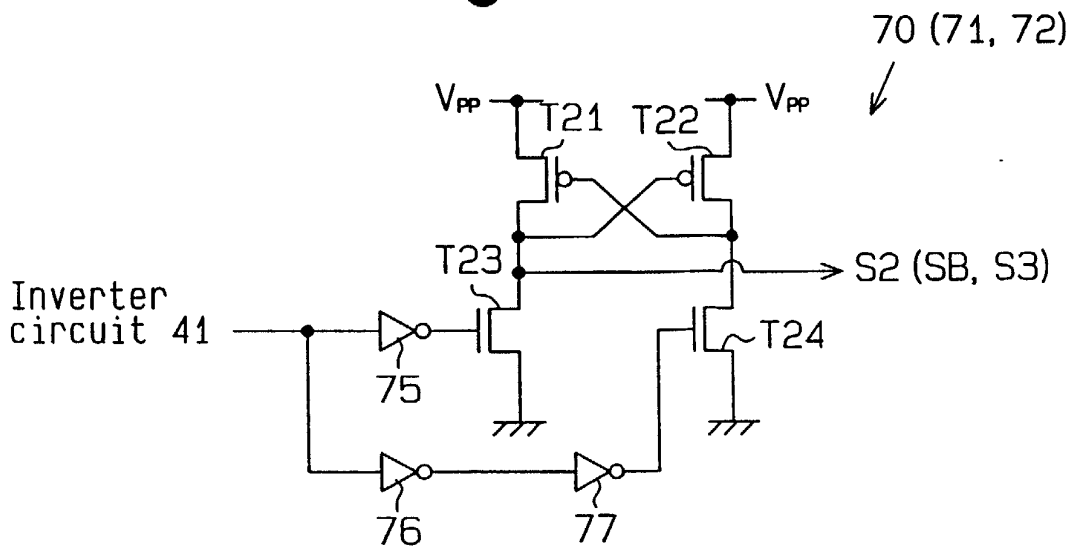 70 (71, 72)
VPP
T21
T22
VPP
T23
S2 (SB, S3)
Inverter
circuit 41
T24
75
76
77